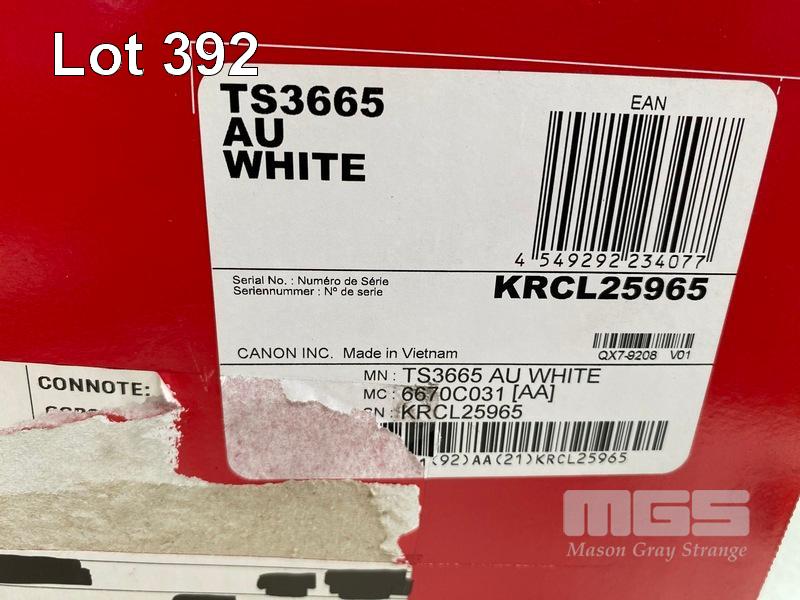 Lot 392
TS3665
AU
WHITE
EAN
4 549292 234077
Serial No. : Numéro de Série
Seriennummer : Nº de serie
KRCL25965
CANON INC. Made in Vietnam
QX7-9208 V01
CONNOTE:
MN : TS3665 AU WHITE
MC : 6670C031 [AA]
SN : KRCL25965
(92)AA(21)KRCL25965
MGS
Mason Gray Strange